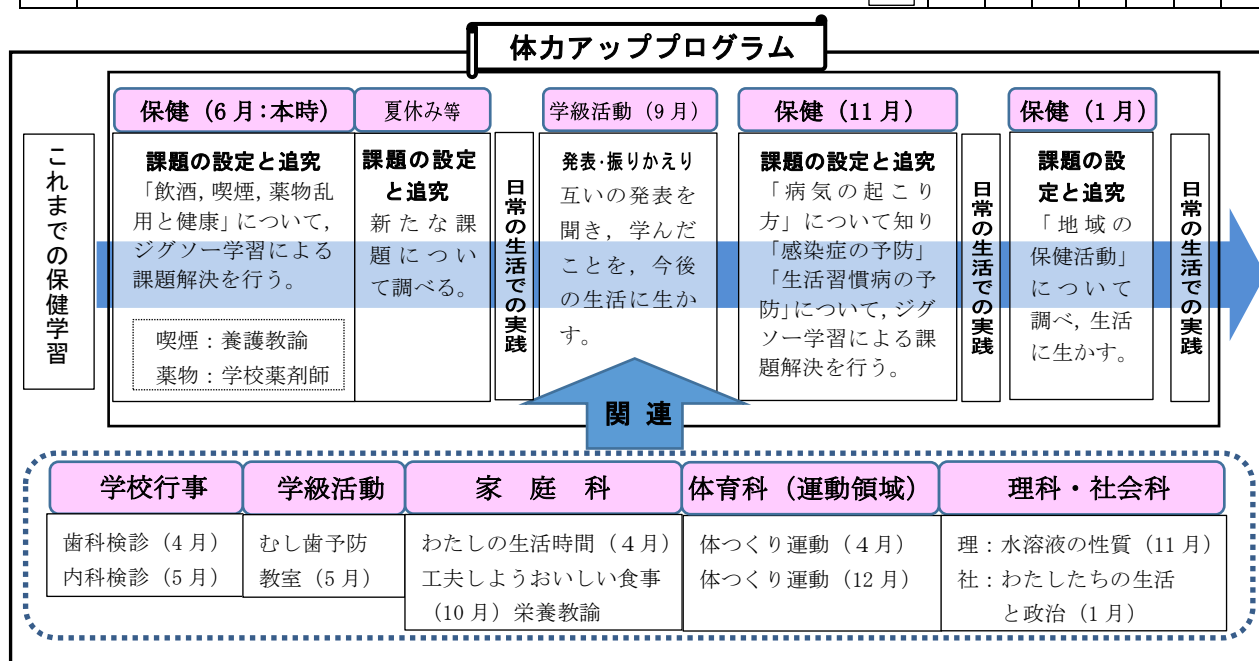 体力アッププログラム
これまでの保健学習
保健（6月：本時）
課題の設定と追究
「飲酒，喫煙，薬物乱
用と健康」について，
ジグソー学習による
課題解決を行う。
喫煙：養護教諭
薬物：学校薬剤師
夏休み等
課題の設定
と追究
新たな課
題につい
て調べる。
日常の生活での実践
学級活動（9月）
発表・振りかえり
互いの発表を
聞き，学んだ
ことを，今後
の生活に生か
す。
保健（11月）
課題の設定と追究
「病気の起こり
方」について知り
「感染症の予防」
「生活習慣病の予
防」について，ジグ
ソー学習による課
題解決を行う。
日常の生活での実践
保健（1月）
課題の設
定と追究
「地域の
保健活動」
について
調べ，生活
に生かす。
日常の生活での実践
関連
学校行事
歯科検診（4月）
内科検診（5月）
学級活動
むし歯予防
教室（5月）
家庭科
わたしの生活時間（４月）
工夫しようおいしい食事
（10月）栄養教諭
体育科（運動領域）
体つくり運動（４月）
体つくり運動（12月）
理科・社会科
理：水溶液の性質（11月）
社：わたしたちの生活
と政治（1月）